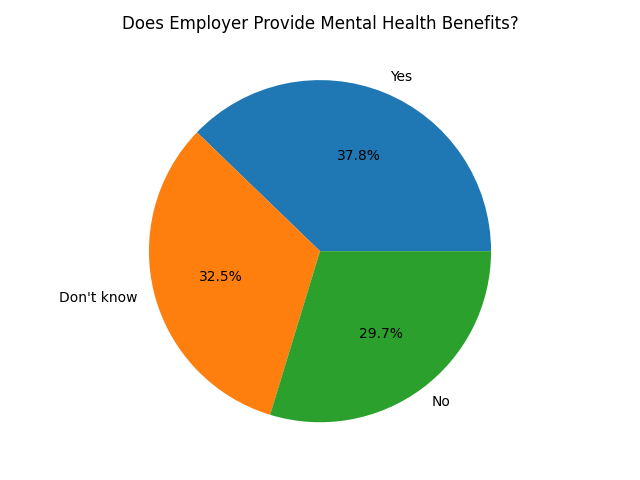 Does Employer Provide Mental Health Benefits?
Yes
37.8%
32.5%
Don't know
29.7%
No